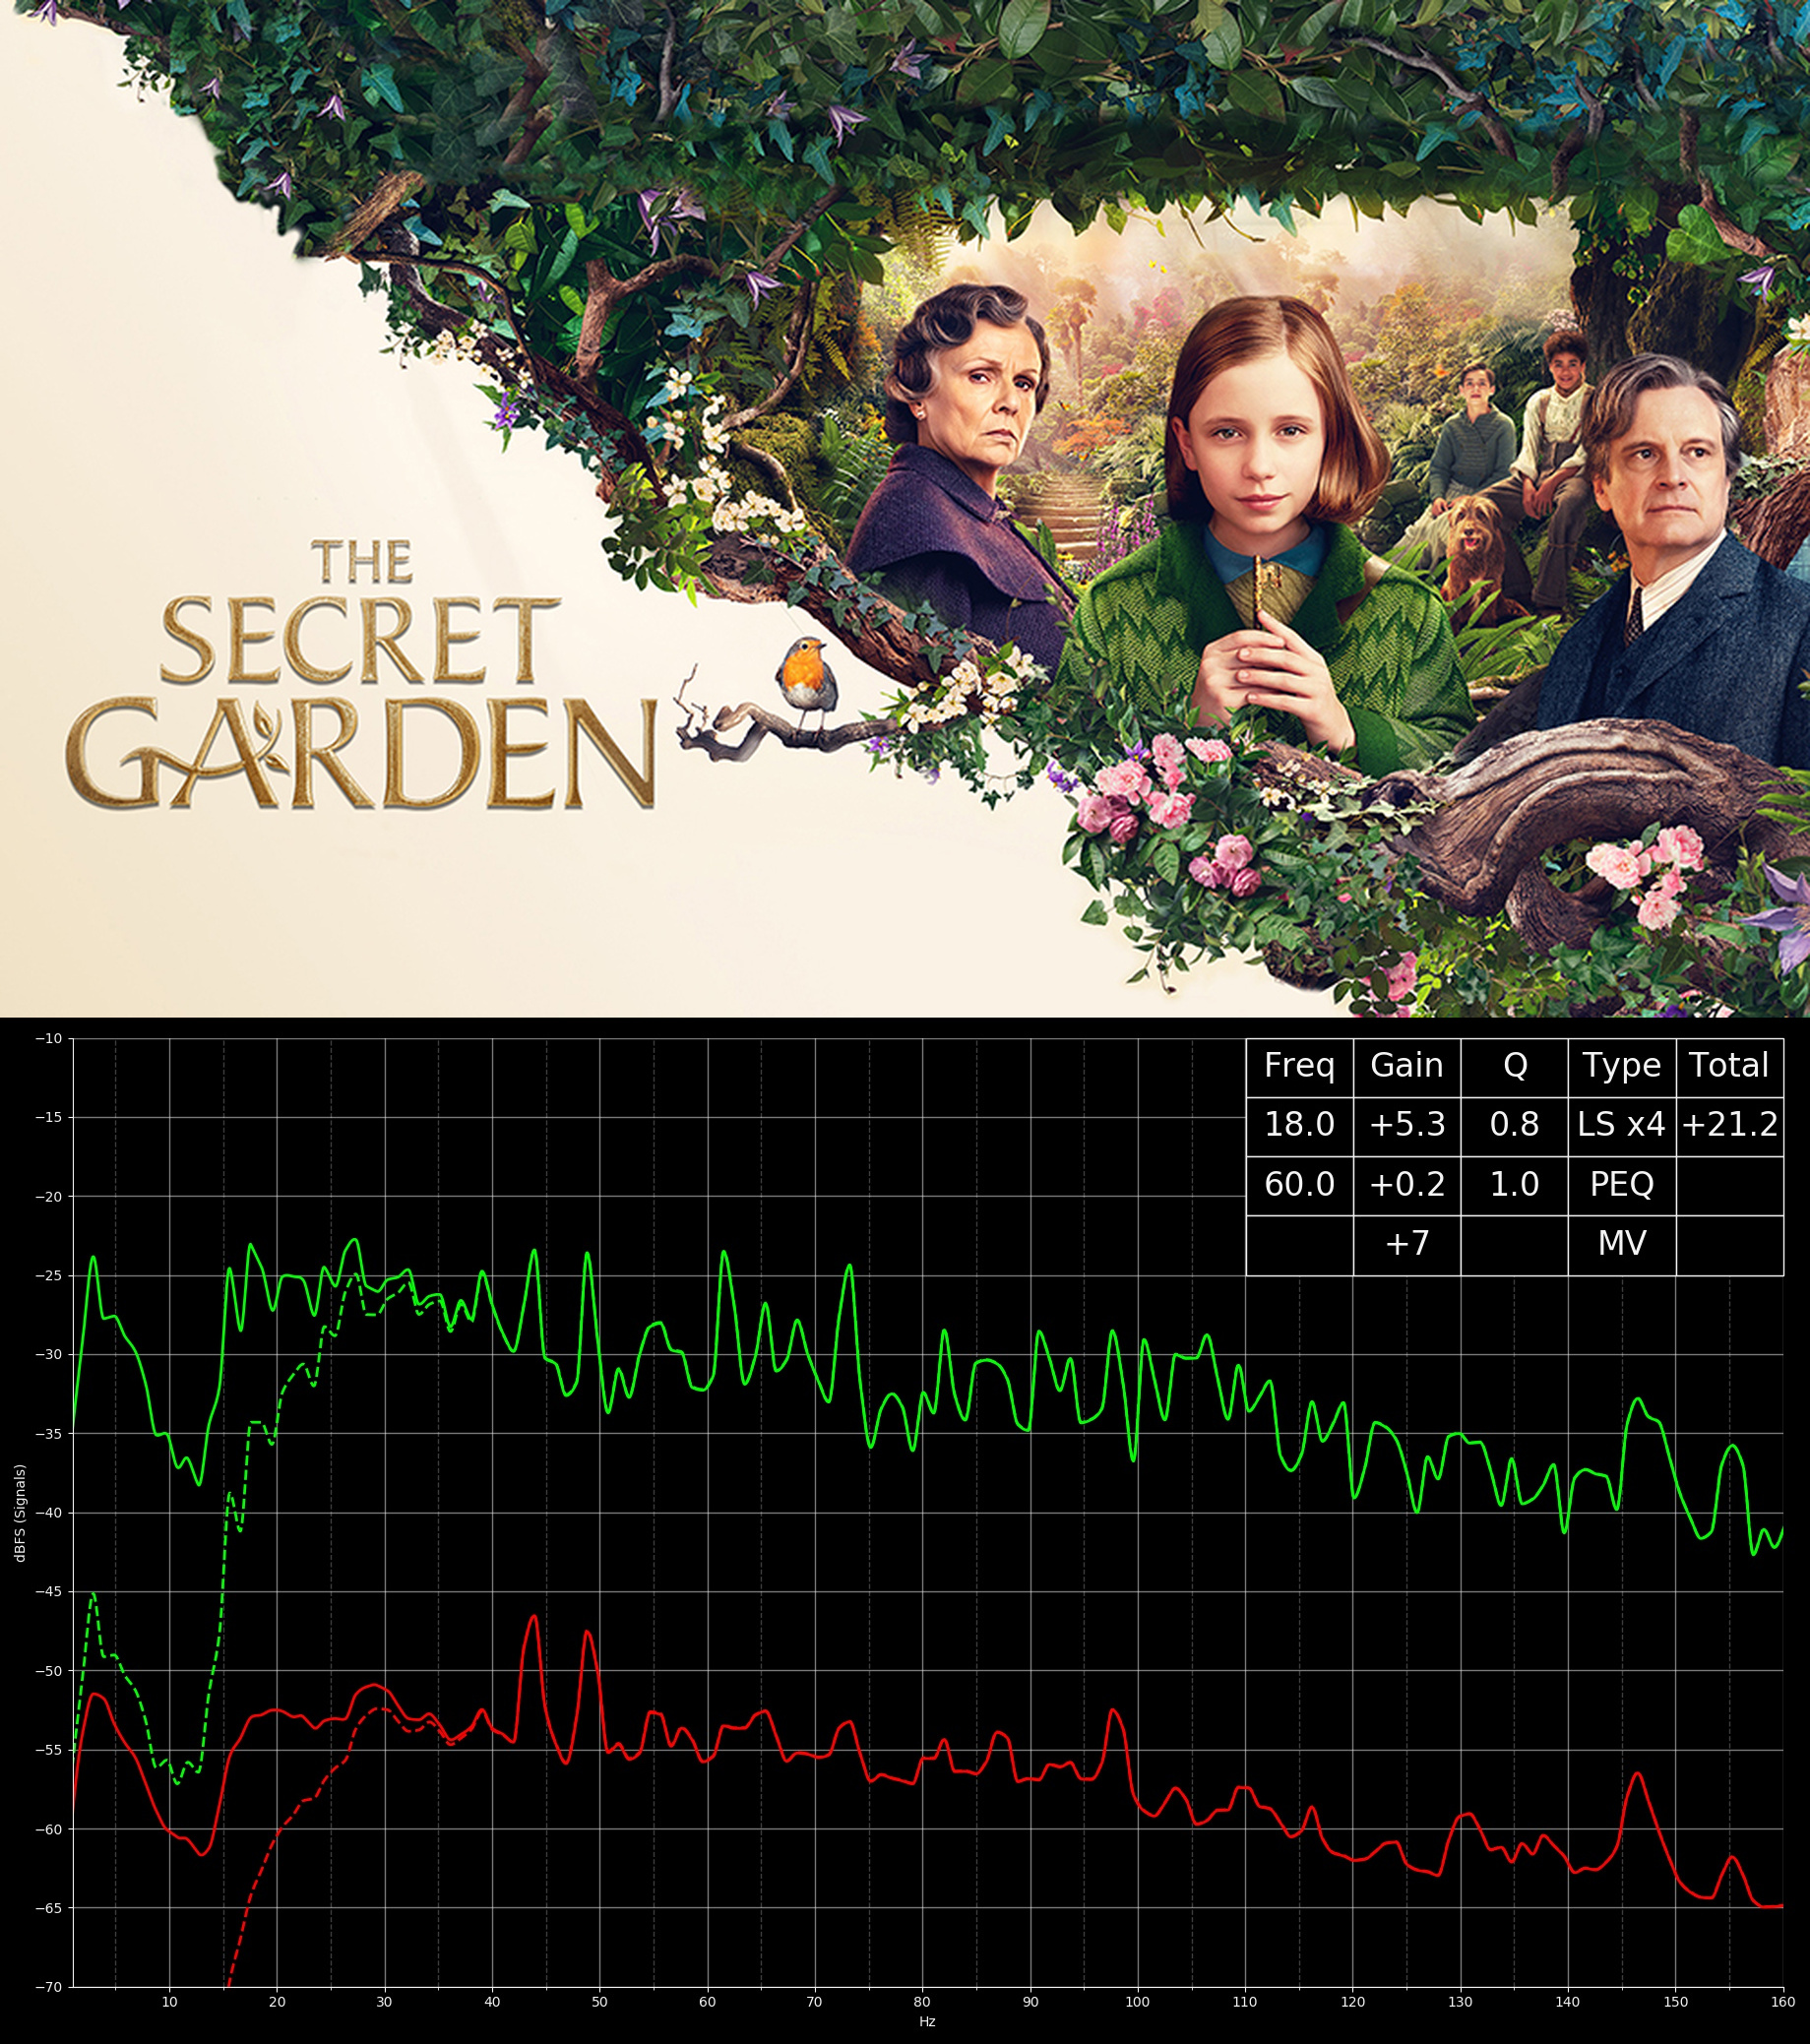 THE
SECRET
GARDEN
Freq Gain Q Type Total
18.0 +5.3 0.8 LS x4 +21.2
60.0 +0.2 1.0 PEQ
+7 MV
−10
−15
−20
−25
−30
−35
−40
−45
−50
−55
−60
−65
−70
dBFS (Signals)
10 20 30 40 50 60 70 80 90 100 110 120 130 140 150 160
Hz